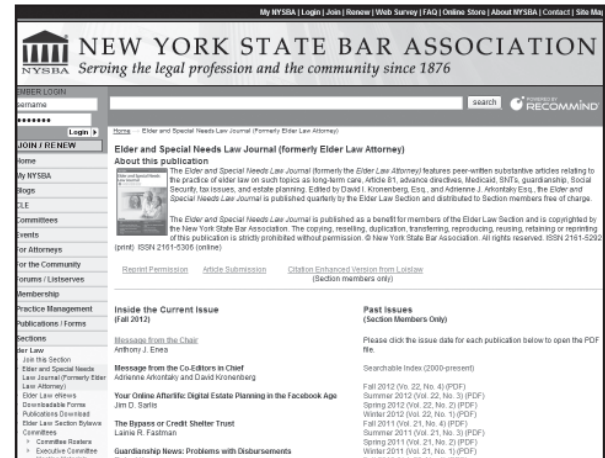 My NYSBA | Login | Join | Renew | Web Survey | FAQ | Online Store | About NYSBA | Contact | Site Map
NYSBA
NEW YORK STATE BAR ASSOCIATION
Serving the legal profession and the community since 1876
EMBER LOGIN
sername
Login
JOIN / RENEW
Home
My NYSBA
Blogs
CLE
Committees
Events
For Attorneys
For the Community
Forums / Listserves
Membership
Practice Management
Publications / Forms
Sections
der Law
Join this Section
Elder and Special Needs
Law Journal (Formerly Elder
Law Attorney)
Elder Law eNews
Downloadable Forms
Publications Download
Elder Law Section Bylaws
Committees
Committee Rosters
Executive Committee
search
POWERED BY
RECOMMIND
Home Elder and Special Needs Law Journal (Formerly Elder Law Attorney)
Elder and Special Needs Law Journal (formerly Elder Law Attorney)
About this publication
The Elder and Special Needs Law Journal (formerly the Elder Law Attorney) features peer-written substantive articles relating to
the practice of elder law on such topics as long-term care, Article 81, advance directives, Medicaid, SNTs, guardianship, Social
Security, tax issues, and estate planning. Edited by David I. Kronenberg, Esq., and Adrienne J. Arkontaky Esq., the Elder and
Special Needs Law Journal is published quarterly by the Elder Law Section and distributed to Section members free of charge.
The Elder and Special Needs Law Journal is published as a benefit for members of the Elder Law Section and is copyrighted by
the New York State Bar Association. The copying, reselling, duplication, transferring, reproducing, reusing, retaining or reprinting
of this publication is strictly prohibited without permission. © New York State Bar Association. All rights reserved. ISSN 2161-5292
(print) ISSN 2161-5306 (online)
Reprint Permission Article Submission Citation Enhanced Version from Loislaw
(Section members only)
Inside the Current Issue
(Fall 2012)
Message from the Chair
Anthony J. Enea
Message from the Co-Editors in Chief
Adrienne Arkontaky and David Kronenberg
Your Online Afterlife: Digital Estate Planning in the Facebook Age
Jim D. Sarlis
The Bypass or Credit Shelter Trust
Lainie R. Fastman
Guardianship News: Problems with Disbursements
Past Issues
(Section Members Only)
Please click the issue date for each publication below to open the PDF
file.
Searchable Index (2000-present)
Fall 2012 (Vo. 22, No. 4) (PDF)
Summer 2012 (Vol. 22, No. 3) (PDF)
Spring 2012 (Vol. 22, No. 2) (PDF)
Winter 2012 (Vol. 22, No. 1) (PDF)
Fall 2011 (Vol. 21, No. 4) (PDF)
Summer 2011 (Vol. 21, No. 3) (PDF)
Spring 2011 (Vol. 21, No. 2) (PDF)
Winter 2011 (Vol. 21, No. 1) (PDF)